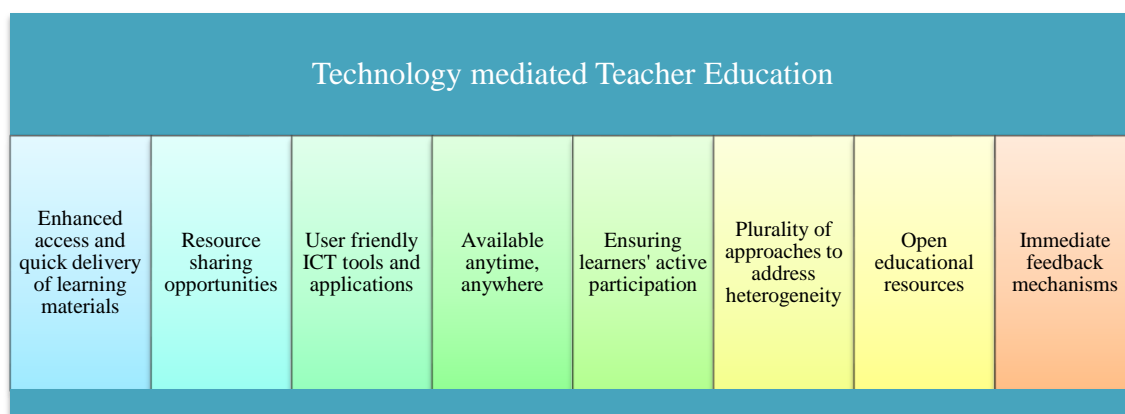 Technology mediated Teacher Education
Enhanced
access and
quick delivery
of learning
materials
Resource
sharing
opportunities
User friendly
ICT tools and
applications
Available
anytime,
anywhere
Ensuring
learners' active
participation
Plurality of
approaches to
address
heterogeneity
Open
educational
resources
Immediate
feedback
mechanisms